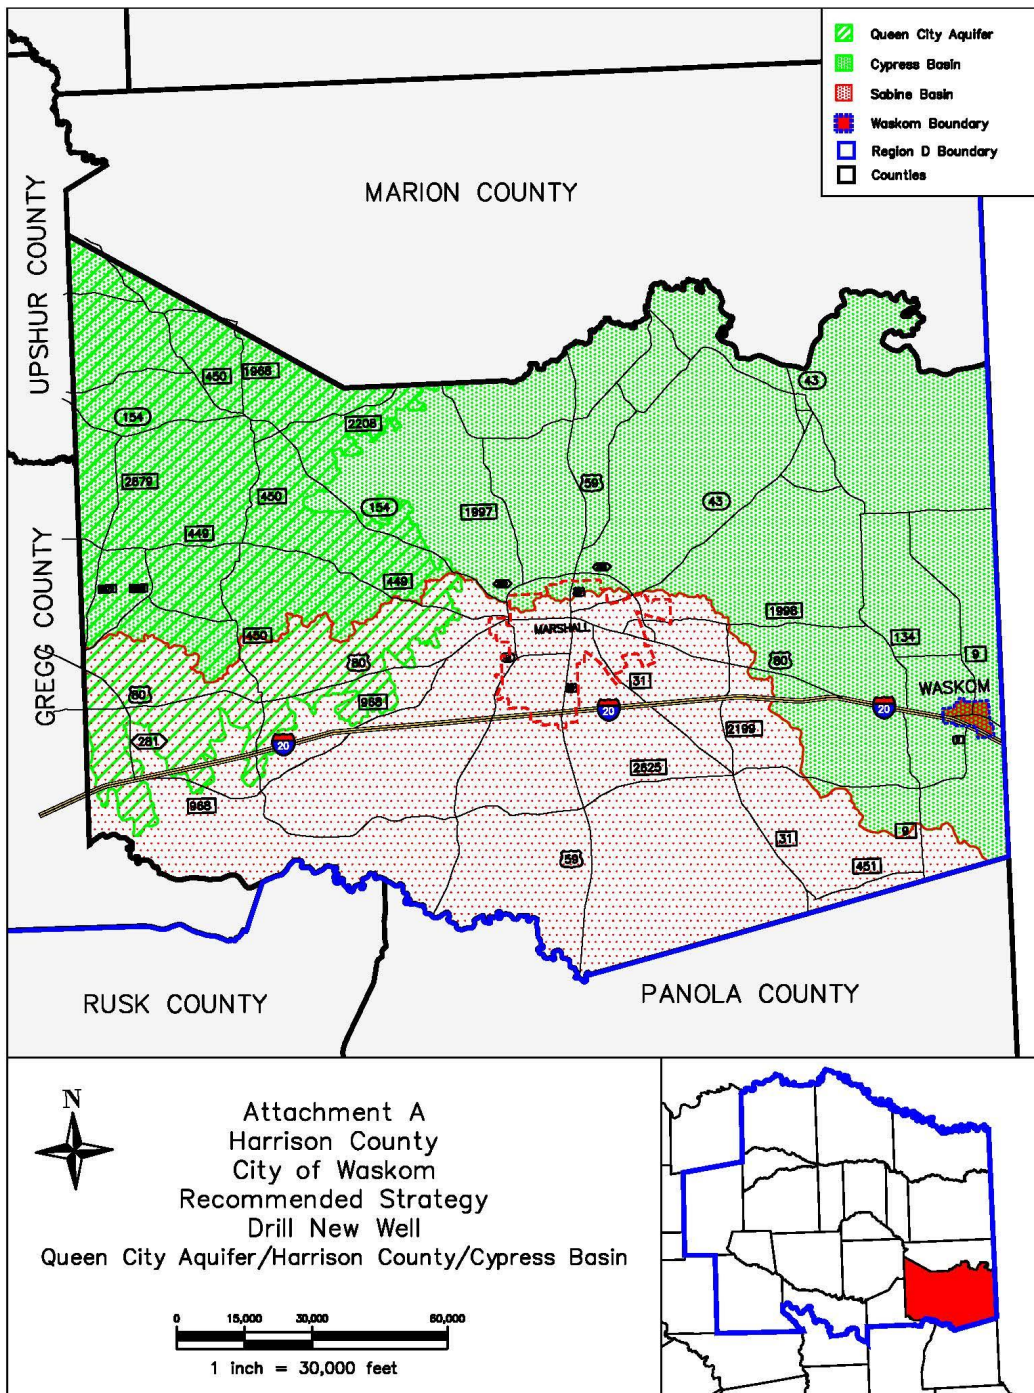 Queen City Aquifer
Cypress Basin
Sabine Basin
Waskom Boundary
Region D Boundary
Counties
MARION COUNTY
UPSHUR COUNTY
GREGG COUNTY
RUSK COUNTY
PANOLA COUNTY
450
1968
154
2208
43
2879
450
154
1997
59
43
449
449
1998
450
MARSHALL
134
9
80
80
80
31
WASKOM
968
20
20
281
20
2199
2625
968
31
9
59
451
N
Attachment A
Harrison County
City of Waskom
Recommended Strategy
Drill New Well
Queen City Aquifer/Harrison County/Cypress Basin
0 15,000 30,000 60,000
1 inch = 30,000 feet